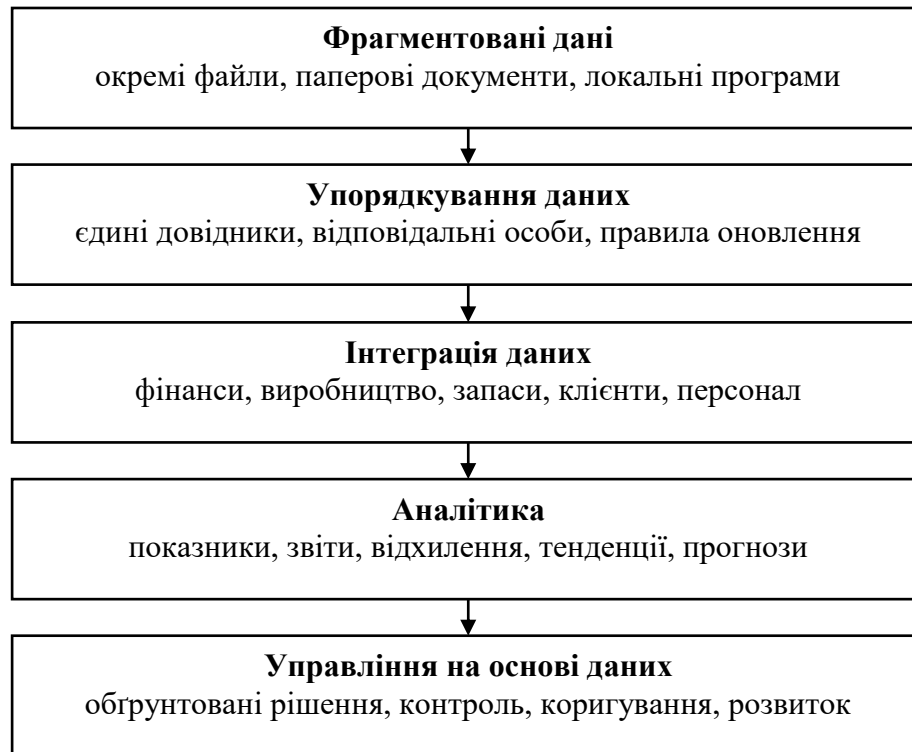 Фрагментовані дані
окремі файли, паперові документи, локальні програми
Упорядкування даних
єдині довідники, відповідальні особи, правила оновлення
Інтеграція даних
фінанси, виробництво, запаси, клієнти, персонал
Аналітика
показники, звіти, відхилення, тенденції, прогнози
Управління на основі даних
обґрунтовані рішення, контроль, коригування, розвиток